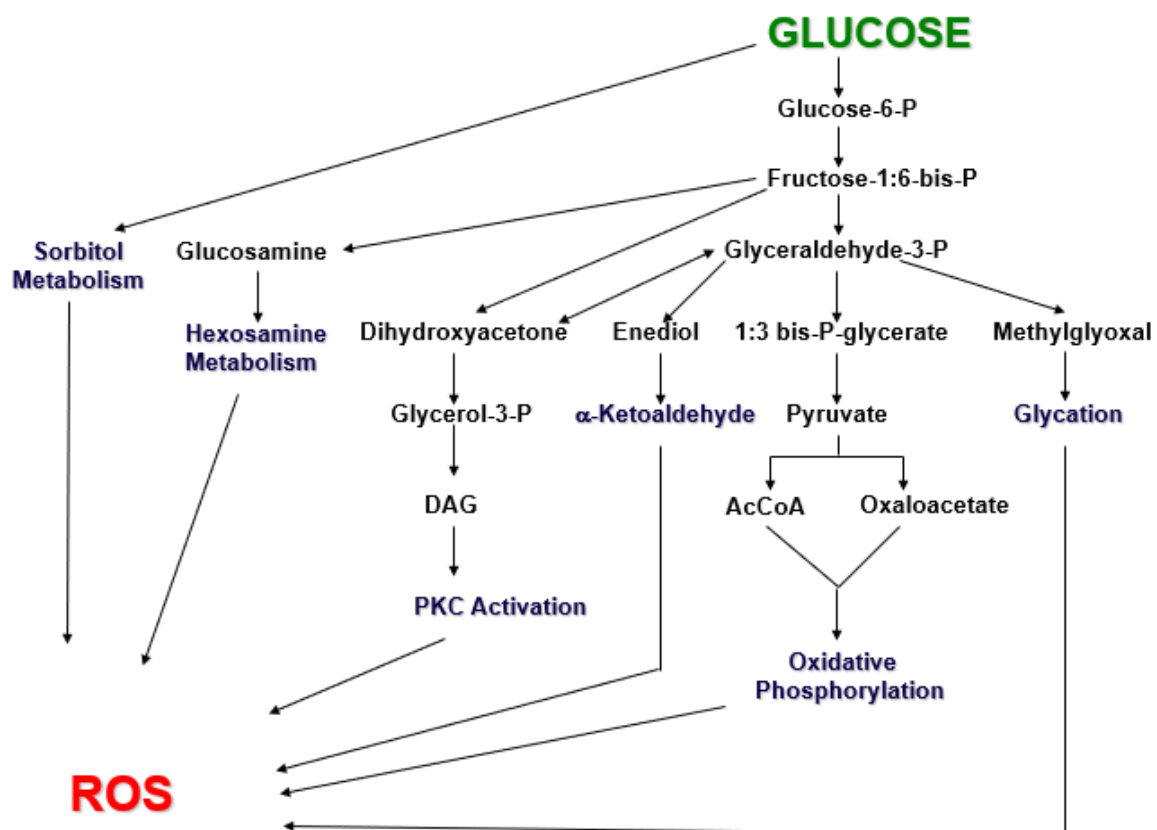 GLUCOSE
Glucose-6-P
Fructose-1:6-bis-P
Sorbitol
Metabolism
Glucosamine
Glyceraldehyde-3-P
Hexosamine
Metabolism
Dihydroxyacetone
Enediol
1:3 bis-P-glycerate
Methylglyoxal
Glycerol-3-P
α-Ketoaldehyde
Pyruvate
Glycation
DAG
AcCoA
Oxaloacetate
PKC Activation
Oxidative
Phosphorylation
ROS